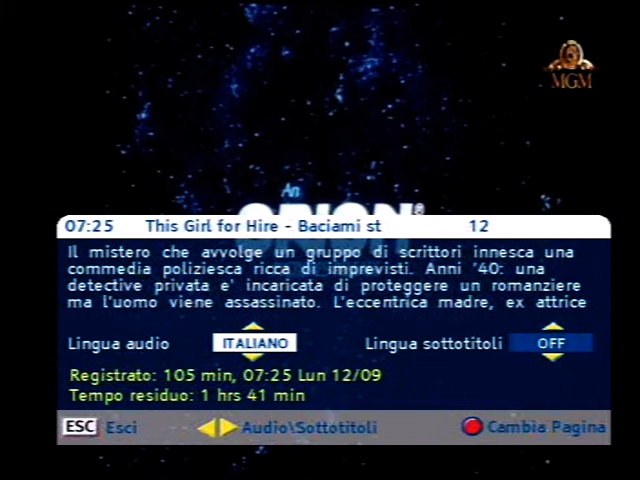 MGM
An
ORION®
07:25 This Girl for Hire - Baciami st 12
Il mistero che avvolge un gruppo di scrittori innesca una
commedia poliziesca ricca di imprevisti. Anni '40: una
detective privata e' incaricata di proteggere un romanziere
ma l'uomo viene assassinato. L'eccentrica madre, ex attrice
Lingua audio ITALIANO Lingua sottotitoli OFF
Registrato: 105 min, 07:25 Lun 12/09
Tempo residuo: 1 hrs 41 min
ESC Esci Audio\Sottotitoli Cambia Pagina